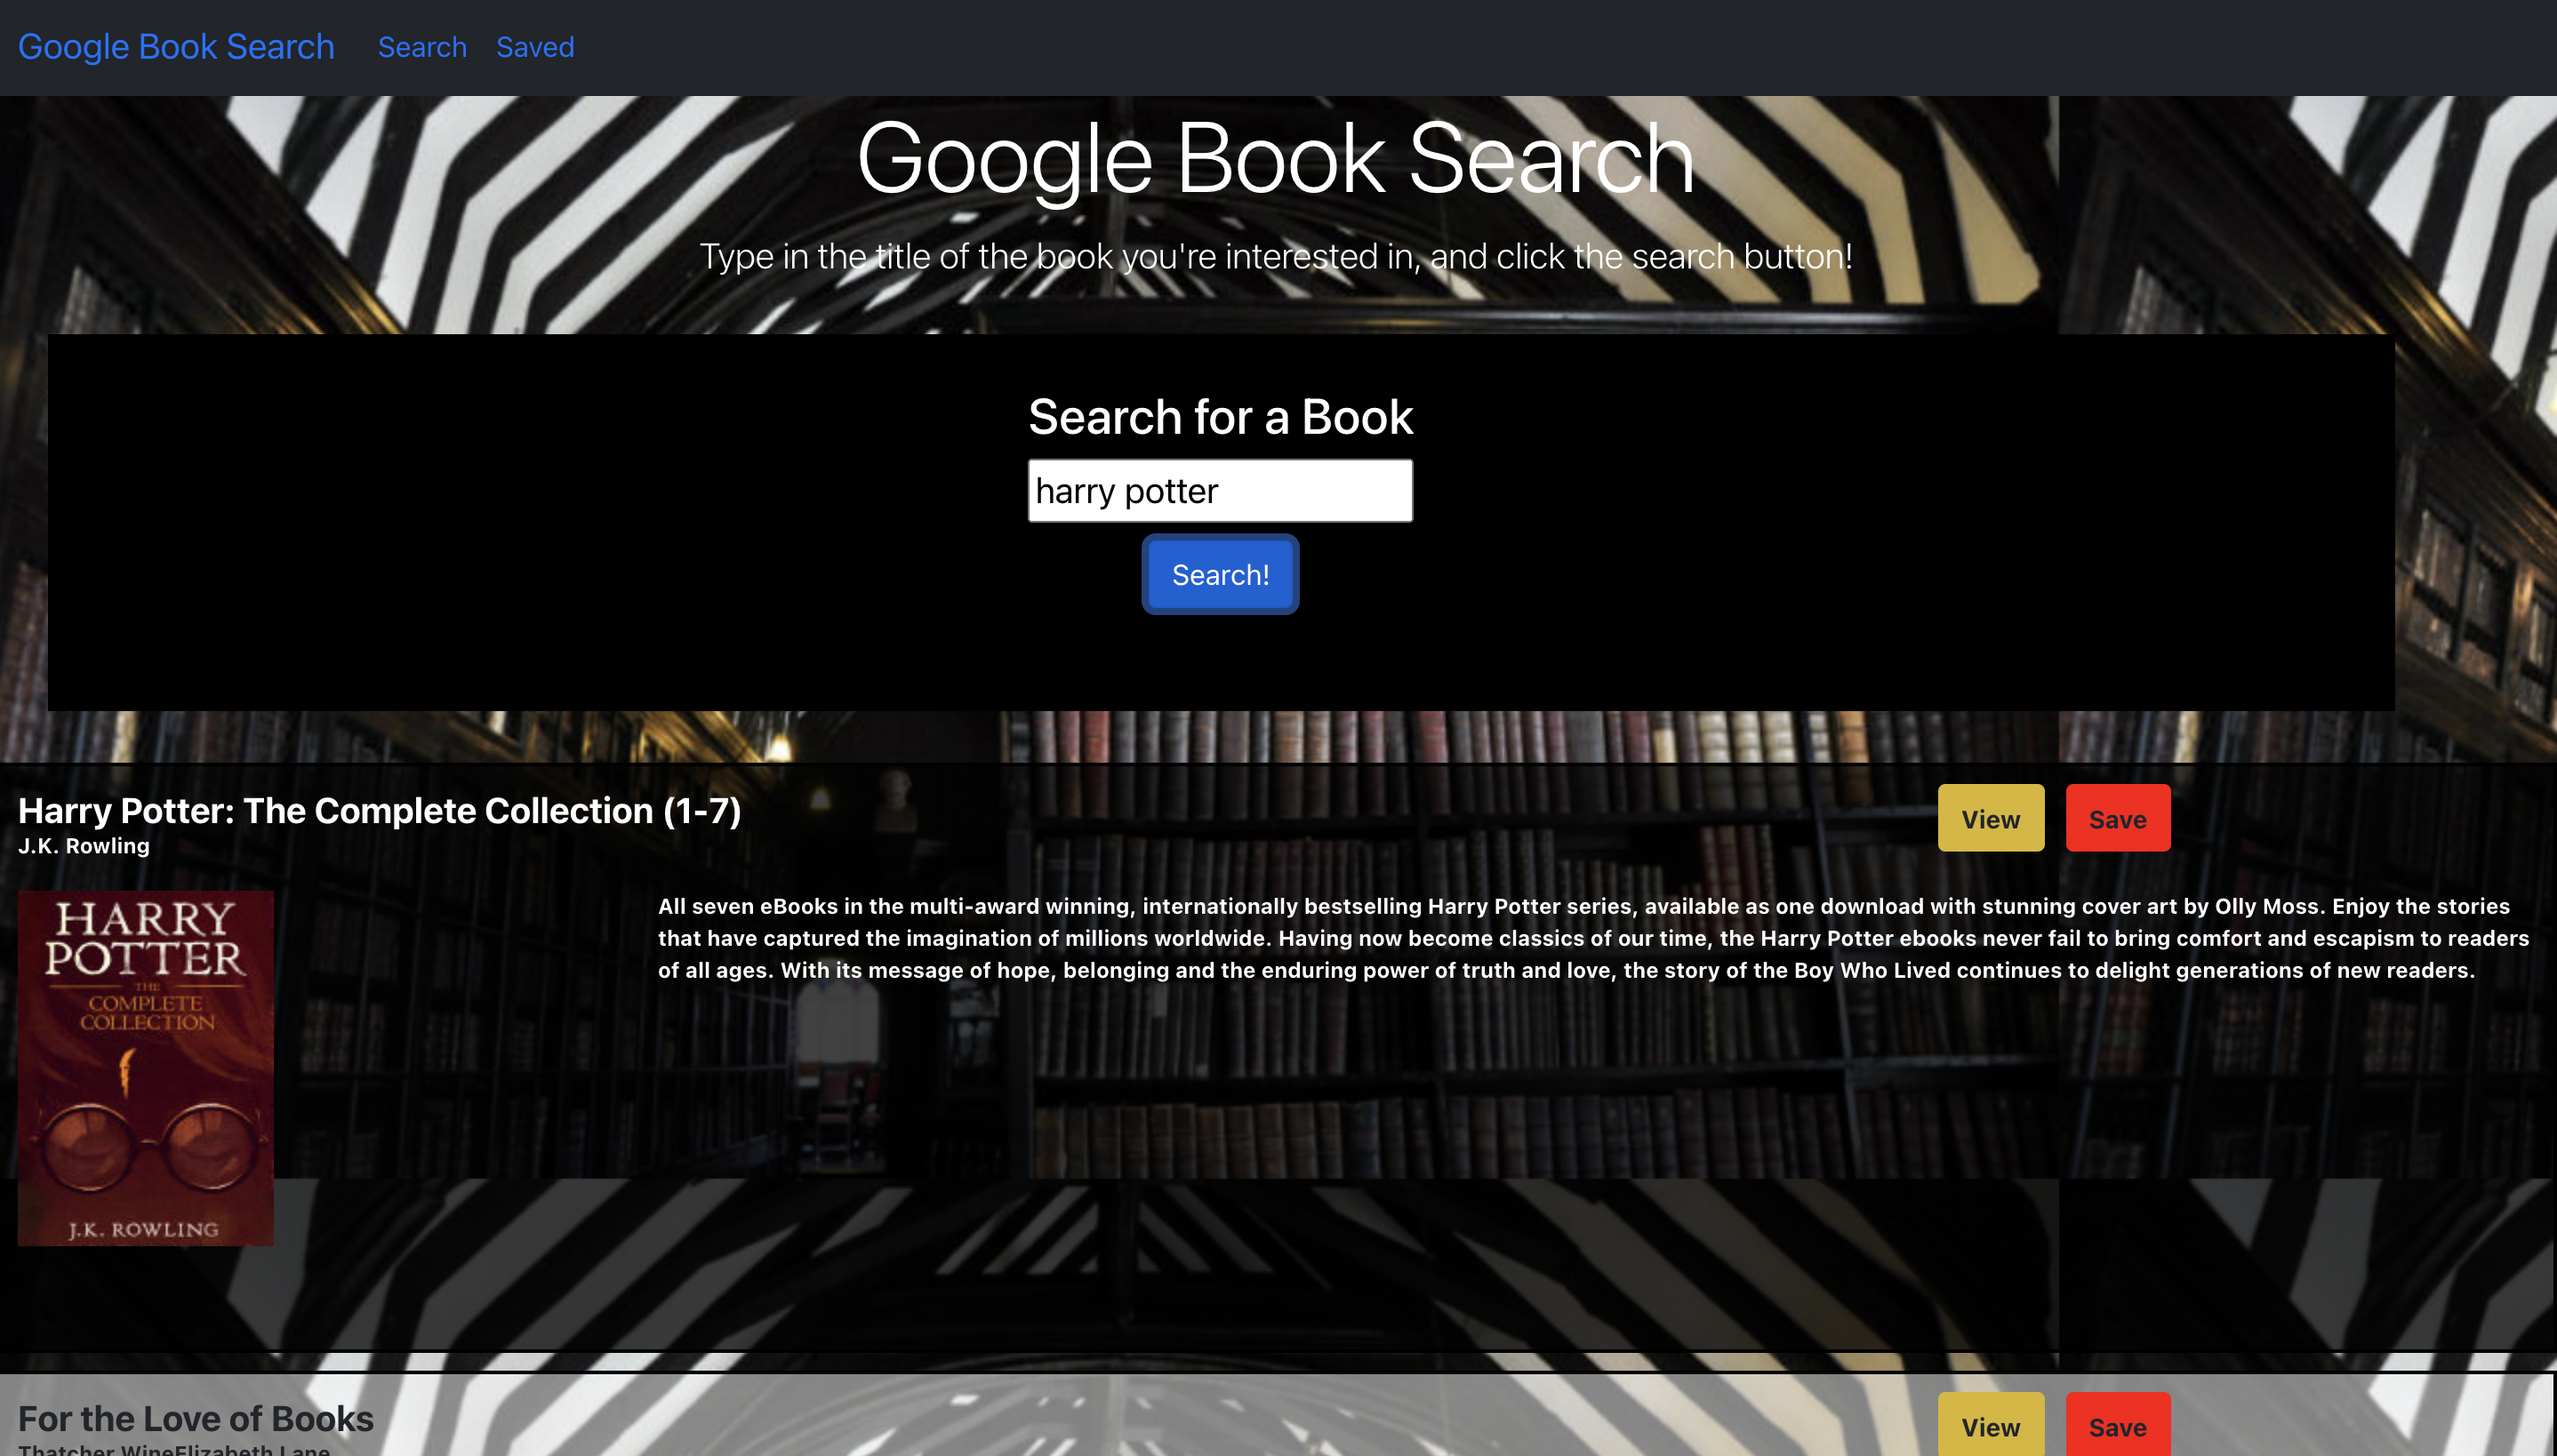 Google Book Search Search Saved
Google Book Search
Type in the title of the book you're interested in, and click the search button!
Search for a Book
harry potter
Search!
Harry Potter: The Complete Collection (1-7)
J.K. Rowling
View Save
HARRY
POTTER
THE
COMPLETE
COLLECTION
J.K. ROWLING
All seven eBooks in the multi-award winning, internationally bestselling Harry Potter series, available as one download with stunning cover art by Olly Moss. Enjoy the stories
that have captured the imagination of millions worldwide. Having now become classics of our time, the Harry Potter ebooks never fail to bring comfort and escapism to readers
of all ages. With its message of hope, belonging and the enduring power of truth and love, the story of the Boy Who Lived continues to delight generations of new readers.
For the Love of Books
Thatcher WineElizabeth Lane
View Save